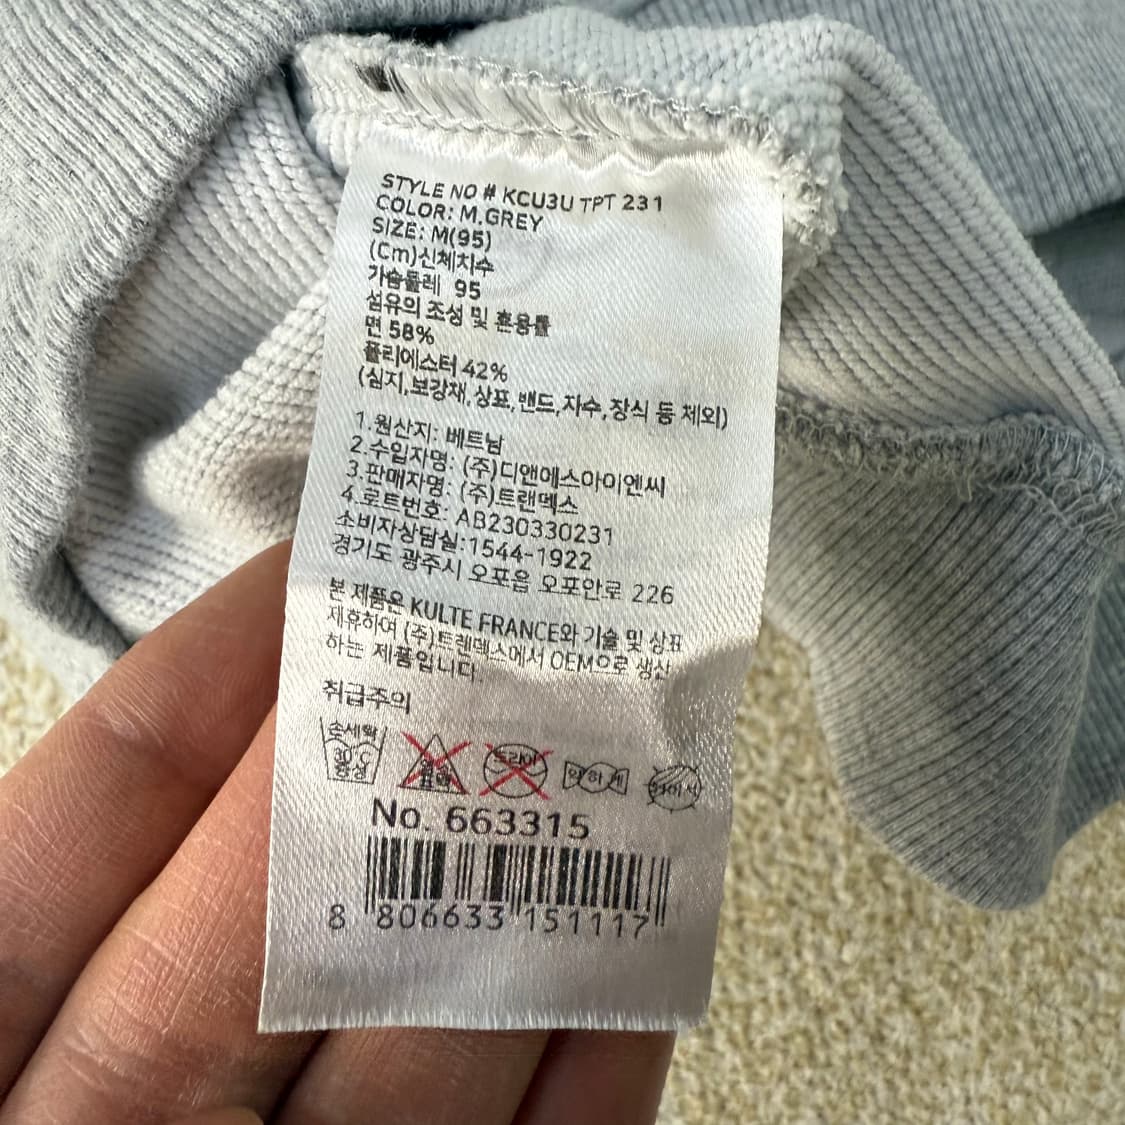 STYLE NO # KCU3U TPT 231
COLOR: M.GREY
SIZE: M(95)
(Cm)신체치수
가슴둘레 95
섬유의 조성 및 혼용률
면 58%
폴리에스터 42%
(심지,보강재,상표,밴드,자수,장식 등 제외)
1.원산지: 베트남
2.수입자명: (주)디앤에스아이엔씨
3.판매자명: (주)트랜멕스
4.로트번호: AB230330231
소비자상담실:1544-1922
경기도 광주시 오포읍 오포안로 226
본 제품은 KULTE FRANCE와 기술 및 상표
제휴하여 (주)트렌멕스에서 OEM으로 생산
하는 제품입니다.
취급주의
손세탁
30℃
중성
드라이
약하게
No. 663315
8 806633 151117